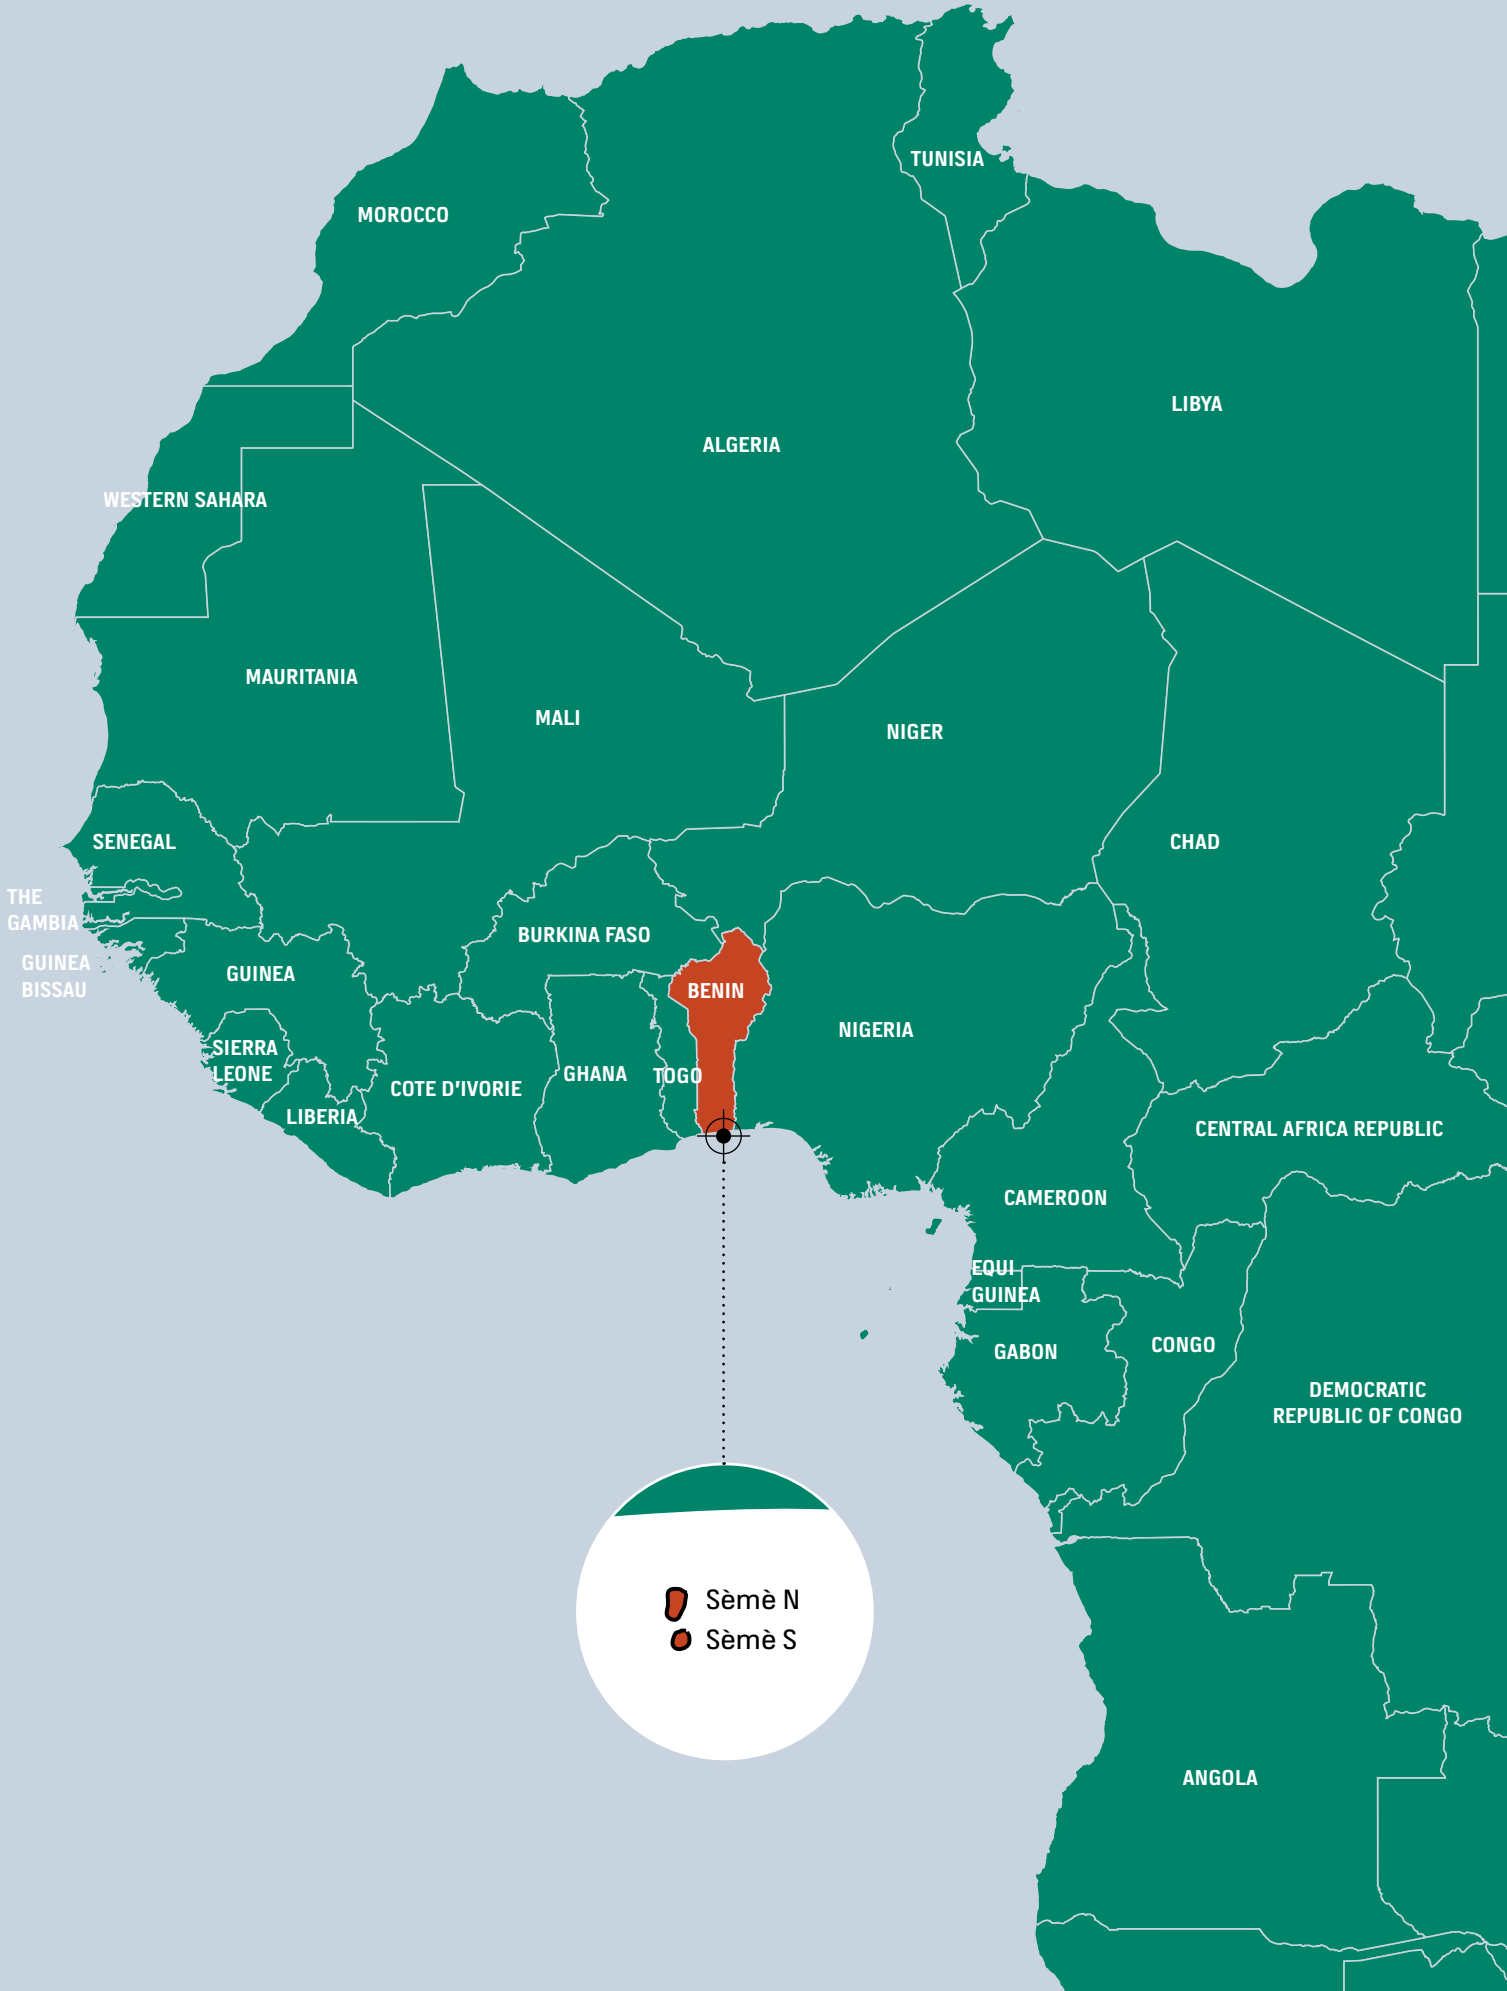 TUNISIA
MOROCCO
LIBYA
ALGERIA
WESTERN SAHARA
MAURITANIA
MALI
NIGER
SENEGAL
CHAD
THE
GAMBIA
BURKINA FASO
GUINEA
BISSAU
GUINEA
BENIN
NIGERIA
SIERRA
LEONE
GHANA
TOGO
COTE D'IVORIE
LIBERIA
CENTRAL AFRICA REPUBLIC
CAMEROON
EQUI
GUINEA
GABON
CONGO
DEMOCRATIC
REPUBLIC OF CONGO
Sèmè N
Sèmè S
ANGOLA